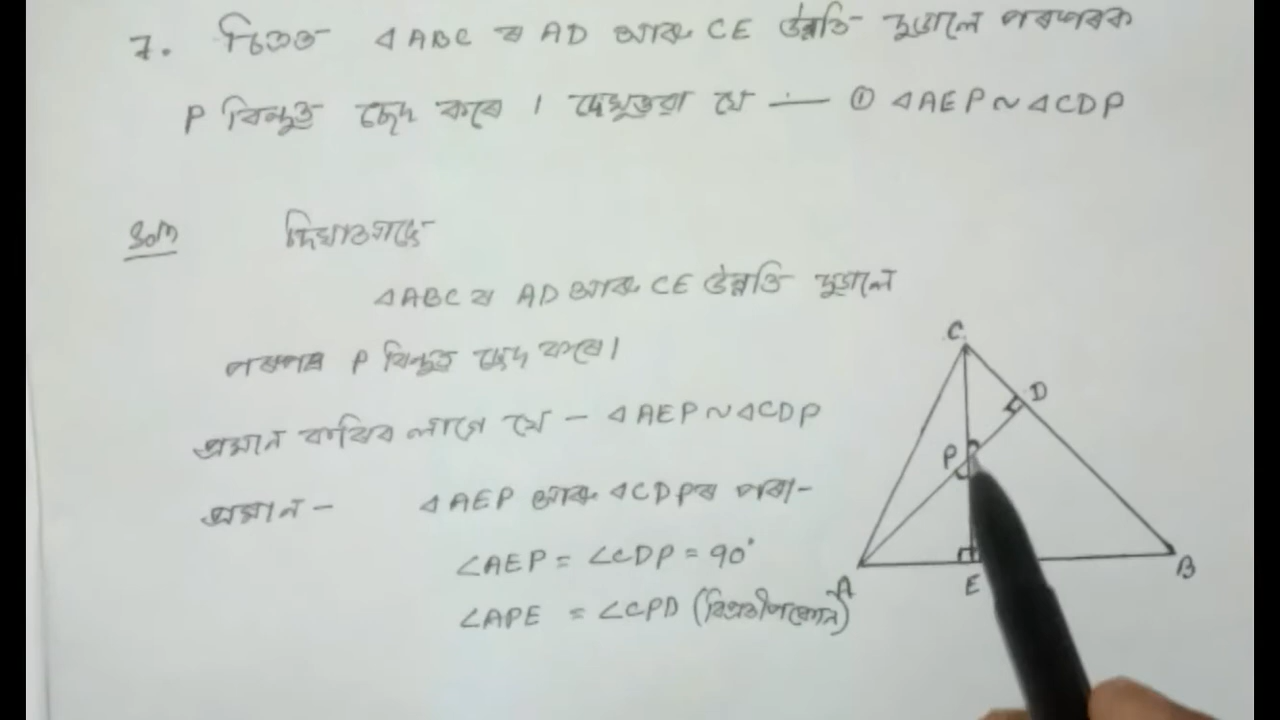 7. চিত্ৰত △ABC ৰ AD আৰু CE উন্নতি দুডালে পৰস্পৰক
P বিন্দুত ছেদ কৰে। দেখুওৱা যে — ① △AEP ~ △CDP
Soln দিয়া আছে
△ABC ৰ AD আৰু CE উন্নতি দুডালে
পৰস্পৰ P বিন্দুত ছেদ কৰে।
প্ৰমান কৰিব লাগে যে - △AEP ~ △CDP
প্ৰমান - △AEP আৰু △CDP ৰ পৰা -
∠AEP = ∠CDP = 90°
∠APE = ∠CPD (বিপ্ৰতীপ কোন)
C
D
P
A
E
B